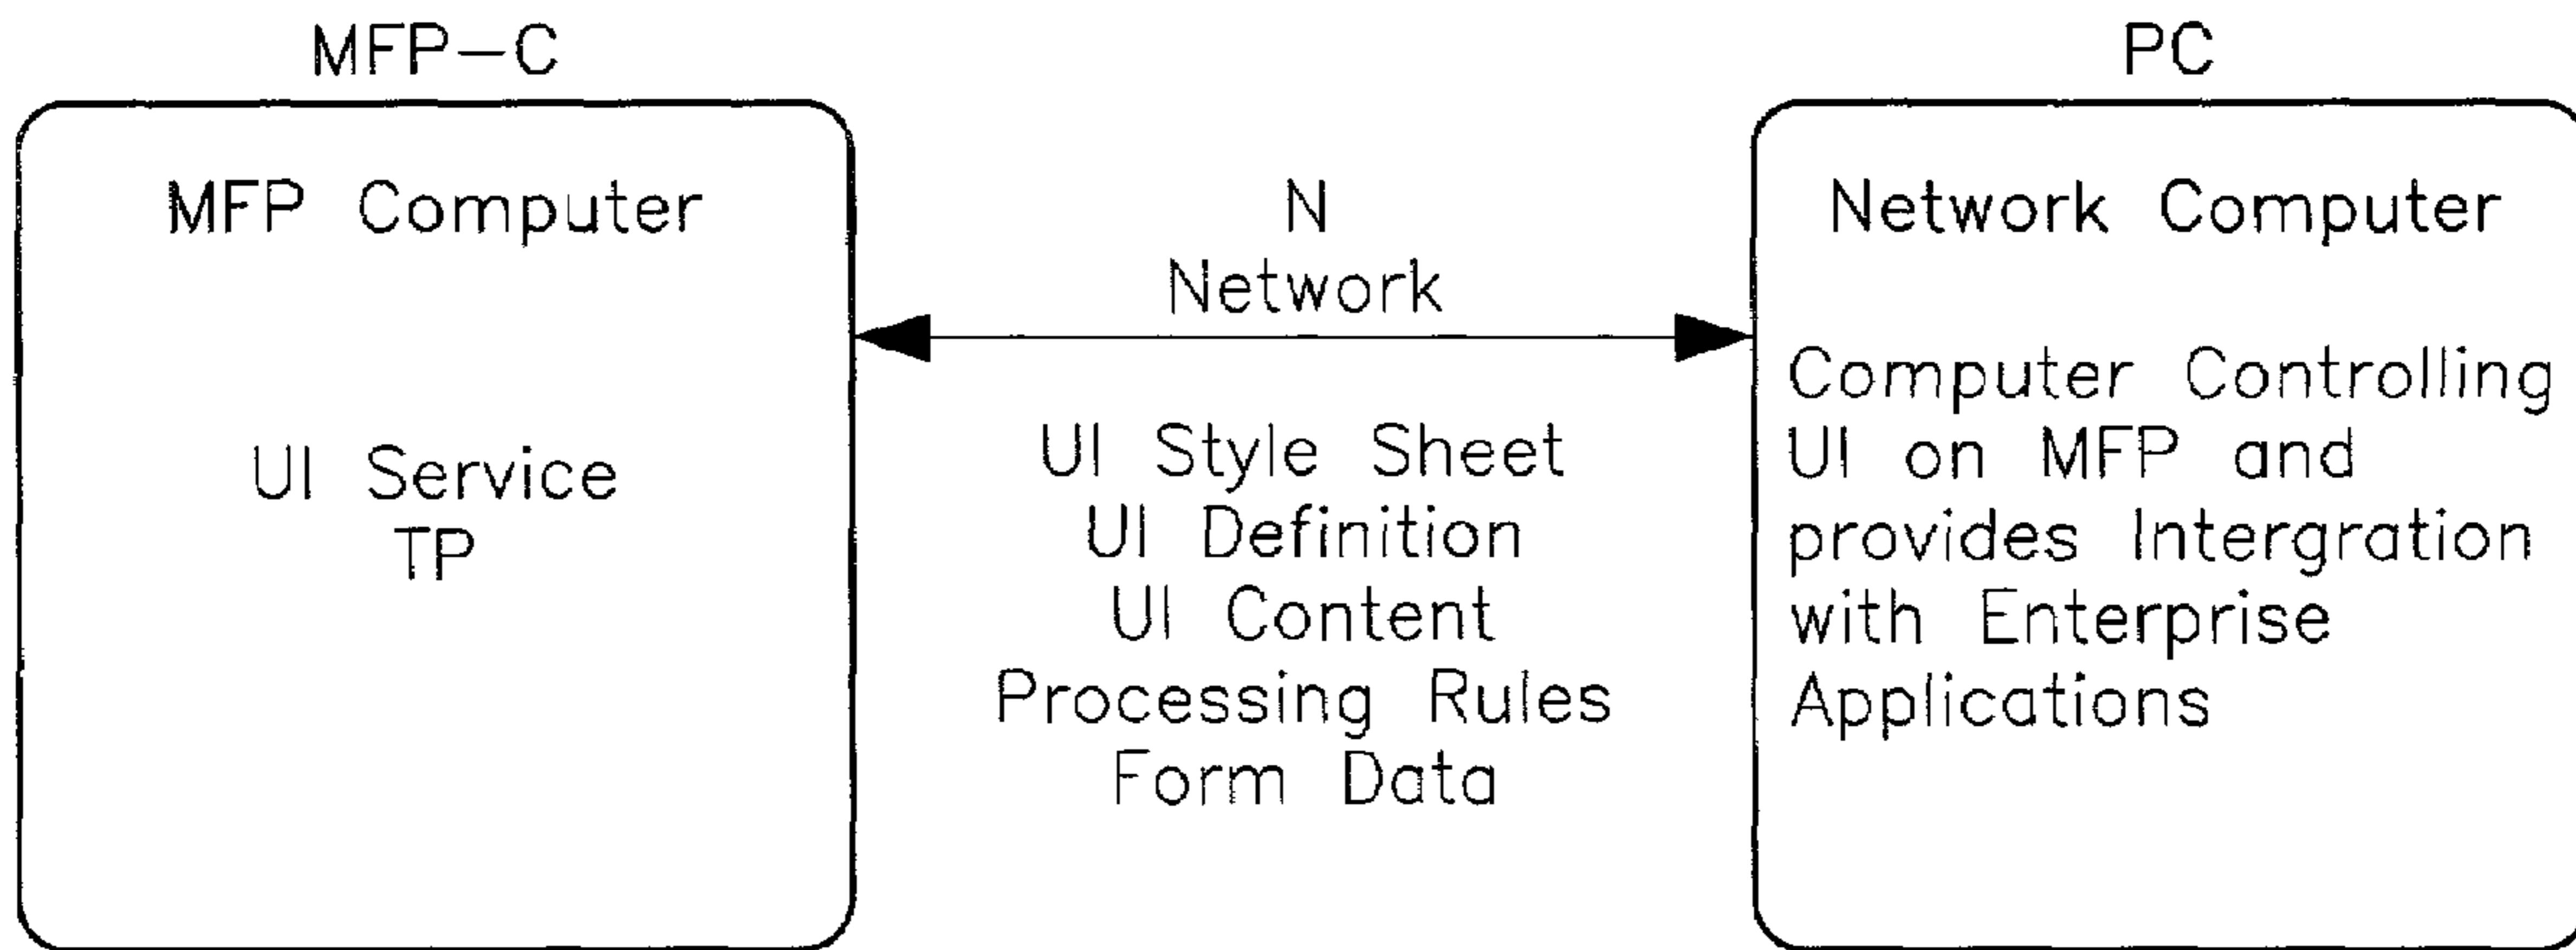 MFP-C
MFP Computer
UI Service
TP
N
Network
UI Style Sheet
UI Definition
UI Content
Processing Rules
Form Data
PC
Network Computer
Computer Controlling
UI on MFP and
provides Intergration
with Enterprise
Applications